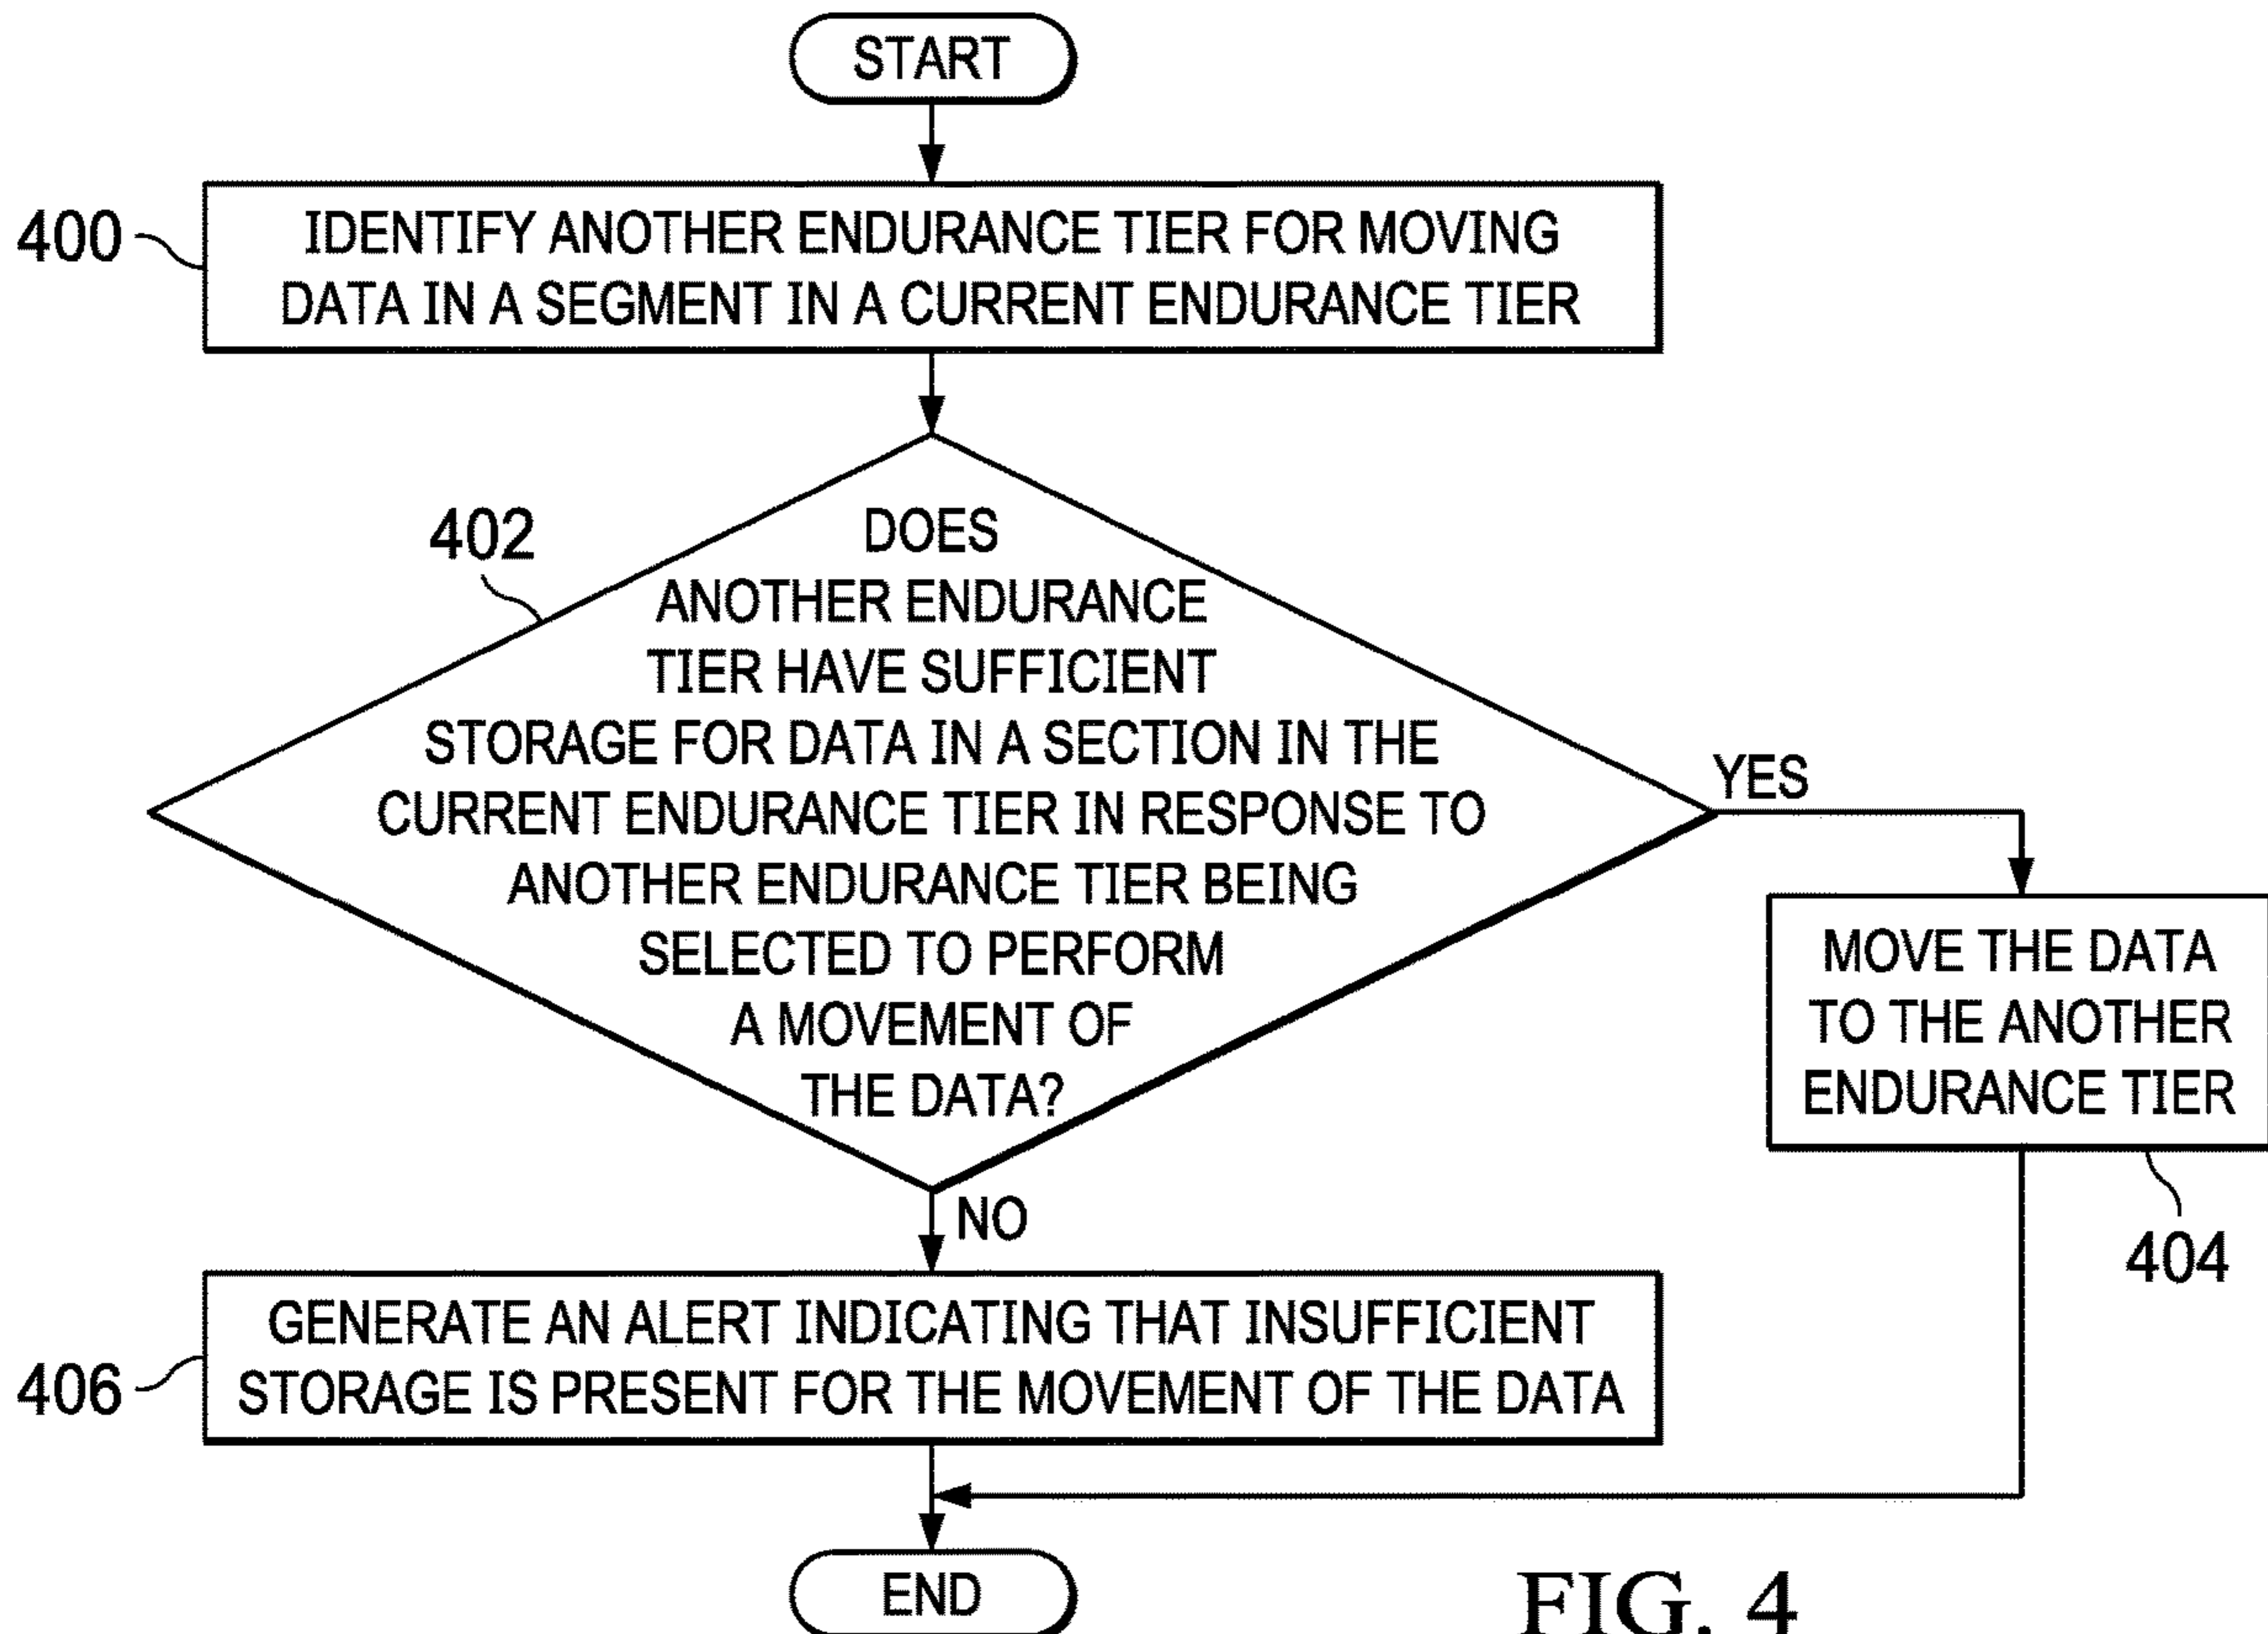 START
400
IDENTIFY ANOTHER ENDURANCE TIER FOR MOVING
DATA IN A SEGMENT IN A CURRENT ENDURANCE TIER
402
DOES
ANOTHER ENDURANCE
TIER HAVE SUFFICIENT
STORAGE FOR DATA IN A SECTION IN THE
CURRENT ENDURANCE TIER IN RESPONSE TO
ANOTHER ENDURANCE TIER BEING
SELECTED TO PERFORM
A MOVEMENT OF
THE DATA?
YES
MOVE THE DATA
TO THE ANOTHER
ENDURANCE TIER
404
NO
406
GENERATE AN ALERT INDICATING THAT INSUFFICIENT
STORAGE IS PRESENT FOR THE MOVEMENT OF THE DATA
END
FIG. 4